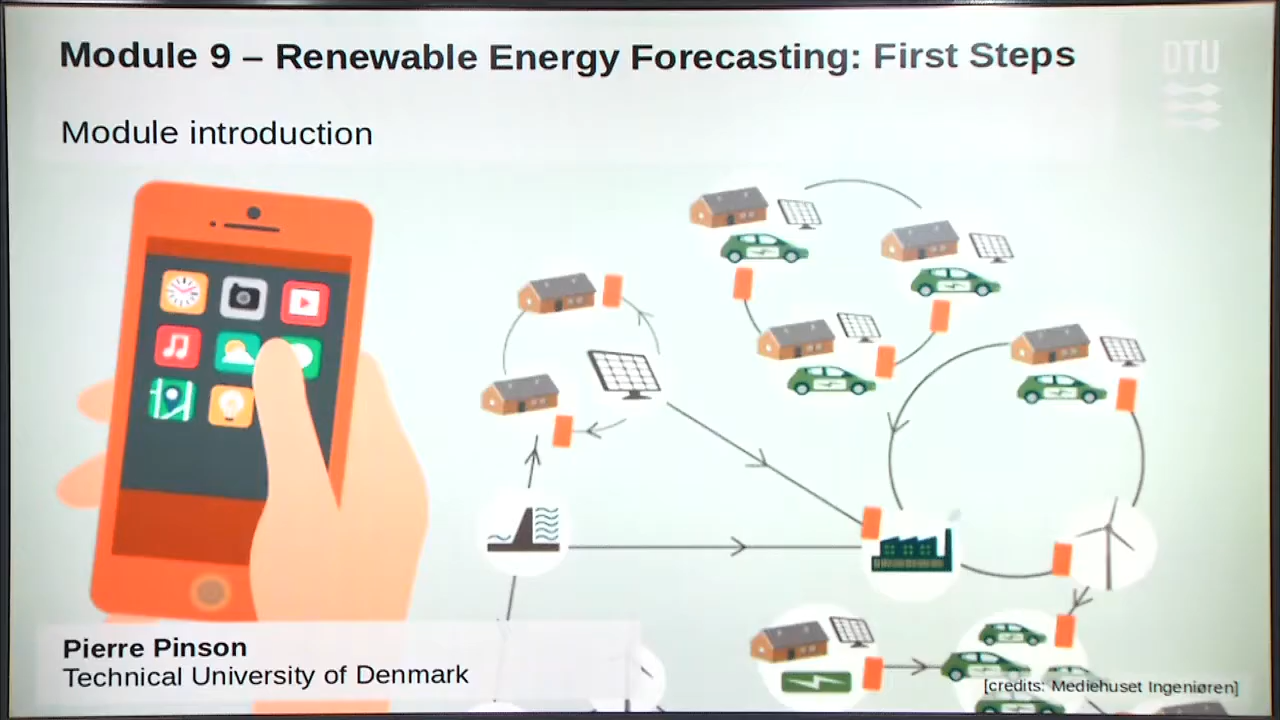 Module 9 – Renewable Energy Forecasting: First Steps
DTU
Module introduction
Pierre Pinson
Technical University of Denmark
[credits: Mediehuset Ingeniøren]